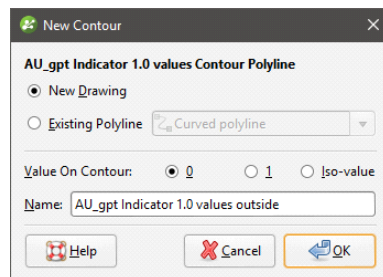 New Contour
AU_gpt Indicator 1.0 values Contour Polyline
New Drawing
Existing Polyline Curved polyline
Value On Contour: 0 1 Iso-value
Name: AU_gpt Indicator 1.0 values outside
Help Cancel OK